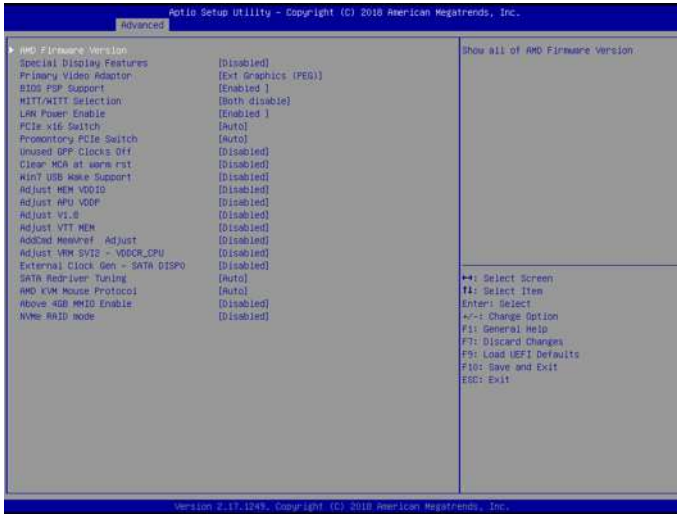 Aptio Setup Utility - Copyright (C) 2018 American Megatrends, Inc.
Advanced
AMD Firmware Version
Special Display Features [Disabled]
Primary Video Adaptor [Ext Graphics (PEG)]
BIOS PSP Support [Enabled ]
MITT/WITT Selection [Both disable]
LAN Power Enable [Enabled ]
PCIe x16 Switch [Auto]
Promontory PCIe Switch [Auto]
Unused GPP Clocks Off [Disabled]
Clear MCA at warm rst [Disabled]
Win7 USB Wake Support [Disabled]
Adjust MEM VDDIO [Disabled]
Adjust APU VDDP [Disabled]
Adjust V1.8 [Disabled]
Adjust VTT MEM [Disabled]
AddCmd MemVref Adjust [Disabled]
Adjust VRM SVI2 - VDDCR_CPU [Disabled]
External Clock Gen - SATA DISPO [Disabled]
SATA Redriver Tuning [Auto]
AMD KVM Mouse Protocol [Auto]
Above 4GB MMIO Enable [Disabled]
NVMe RAID mode [Disabled]
Show all of AMD Firmware Version
↔: Select Screen
↑↓: Select Item
Enter: Select
+/-: Change Option
F1: General Help
F7: Discard Changes
F9: Load UEFI Defaults
F10: Save and Exit
ESC: Exit
Version 2.17.1249. Copyright (C) 2018 American Megatrends, Inc.